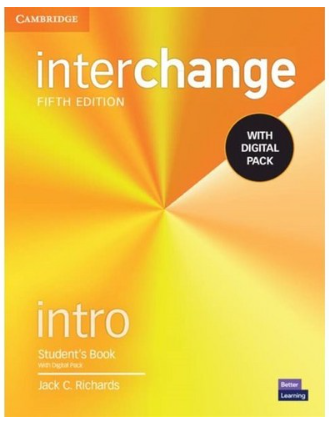 CAMBRIDGE
interchange
FIFTH EDITION
WITH
DIGITAL
PACK
intro
Student's Book
With Digital Pack
Jack C. Richards
Better
Learning